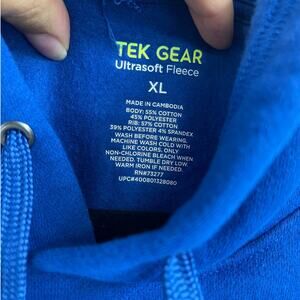 TEK GEAR
Ultrasoft Fleece
XL
MADE IN CAMBODIA
BODY: 55% COTTON
45% POLYESTER
RIB: 57% COTTON
39% POLYESTER 4% SPANDEX
WASH BEFORE WEARING.
MACHINE WASH COLD WITH
LIKE COLORS. ONLY
NON-CHLORINE BLEACH WHEN
NEEDED. TUMBLE DRY LOW.
WARM IRON IF NEEDED.
RN#73277
UPC#400801328080